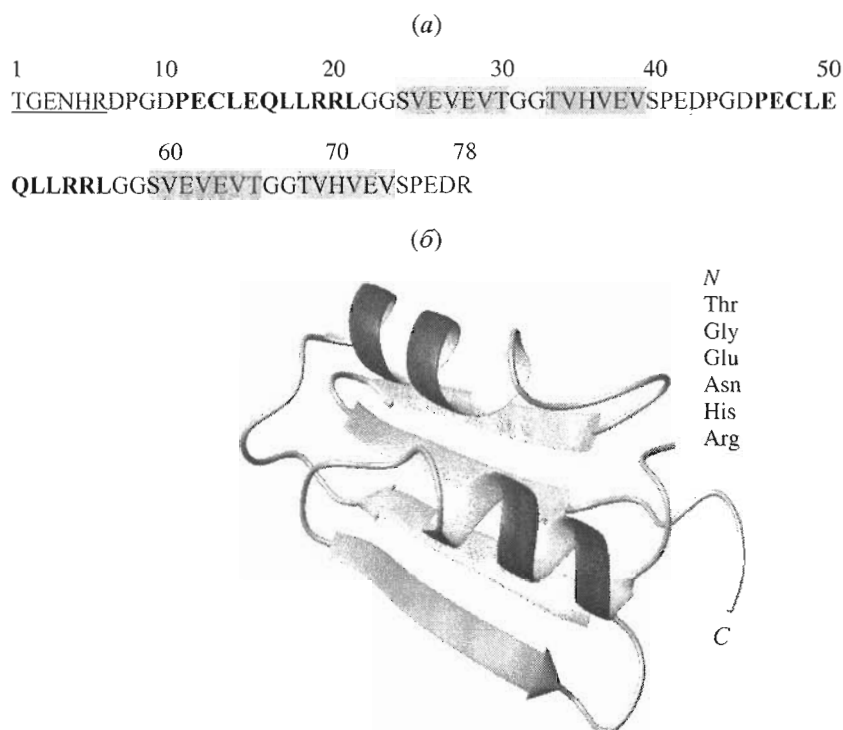 (а)
1 10 20 30 40 50
TGENHRDPGDPECLEQLLRRLGGSVEVEVTGGTVHVEVSPEDPGDPECLE
60 70 78
QLLRRLGGSVEVEVTGGTVHVEVSPEDR
(б)
N
Thr
Gly
Glu
Asn
His
Arg
C